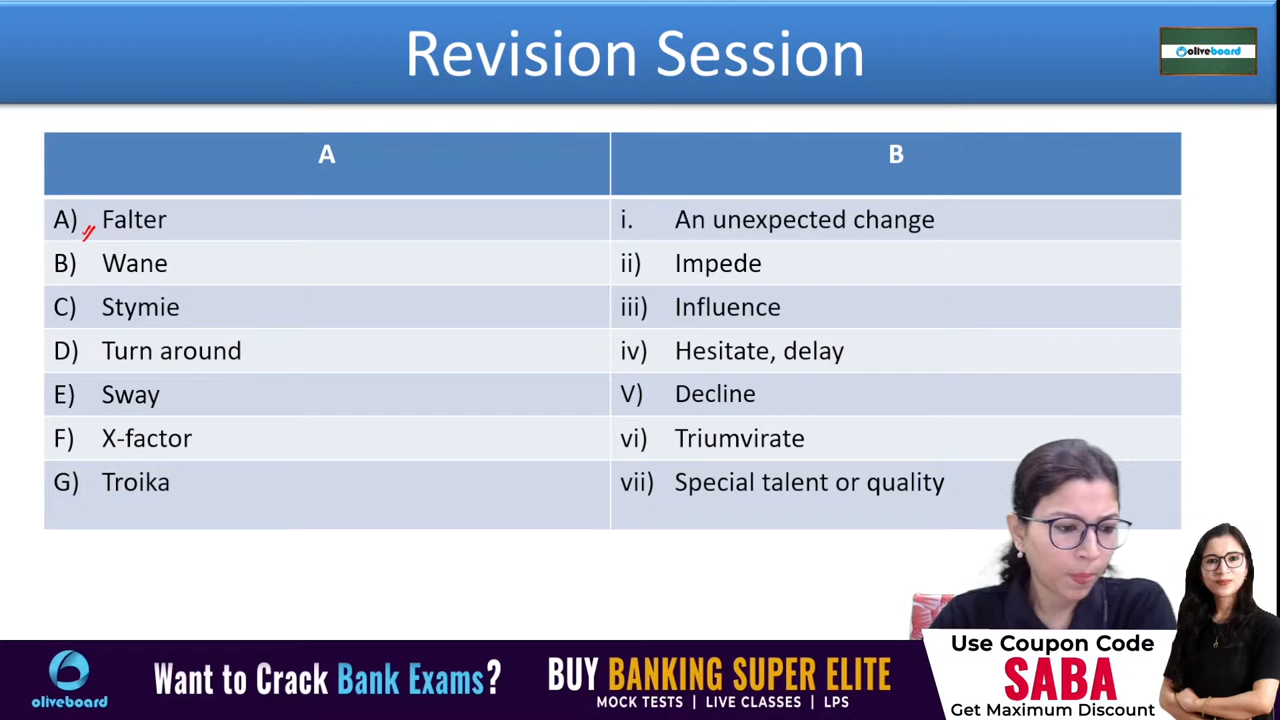 Revision Session
oliveboard
A B
A) Falter i. An unexpected change
B) Wane ii) Impede
C) Stymie iii) Influence
D) Turn around iv) Hesitate, delay
E) Sway V) Decline
F) X-factor vi) Triumvirate
G) Troika vii) Special talent or quality
oliveboard
Want to Crack Bank Exams?
BUY BANKING SUPER ELITE
MOCK TESTS | LIVE CLASSES | LPS
Use Coupon Code
SABA
Get Maximum Discount